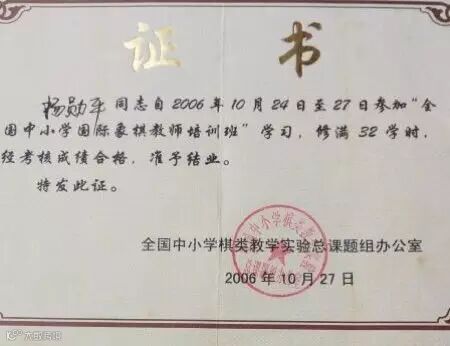 证 书
杨勋平同志自2006年10月24日至27日参加“全
国中小学国际象棋教师培训班”学习，修满32学时，
经考核成绩合格，准予结业。
特发此证。
全国中小学棋类教学实验总课题组办公室
2006年10月27日